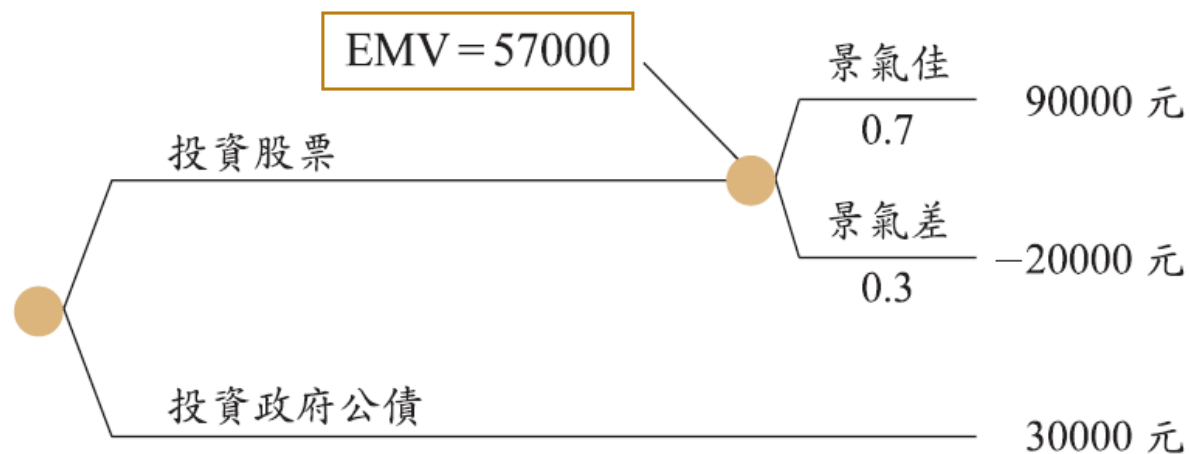 EMV = 57000
景氣佳
90000 元
0.7
投資股票
景氣差
−20000 元
0.3
投資政府公債
30000 元